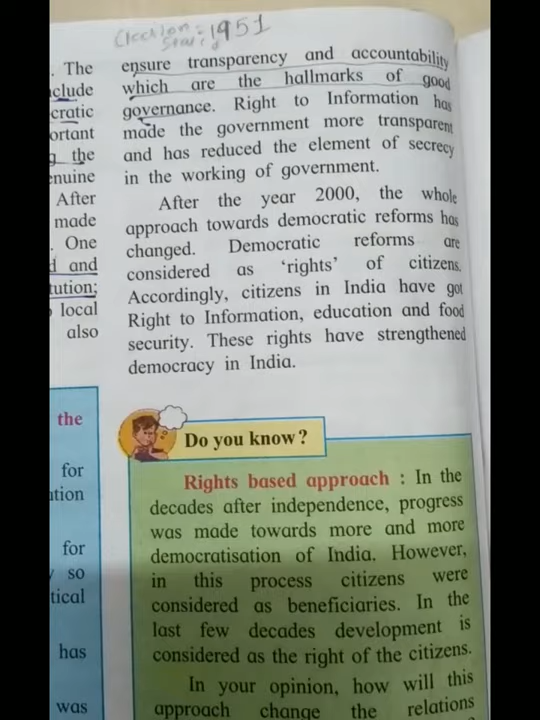 Election
Start: 1951
. The
clude
cratic
ortant
g the
enuine
After
made
. One
d and
tution;
local
also
the
for
ution
for
y so
tical
has
was
ensure transparency and accountability
which are the hallmarks of good
governance. Right to Information has
made the government more transparent
and has reduced the element of secrecy
in the working of government.
After the year 2000, the whole
approach towards democratic reforms has
changed. Democratic reforms are
considered as ‘rights’ of citizens.
Accordingly, citizens in India have got
Right to Information, education and food
security. These rights have strengthened
democracy in India.
Do you know?
Rights based approach : In the
decades after independence, progress
was made towards more and more
democratisation of India. However,
in this process citizens were
considered as beneficiaries. In the
last few decades development is
considered as the right of the citizens.
In your opinion, how will this
approach change the relations